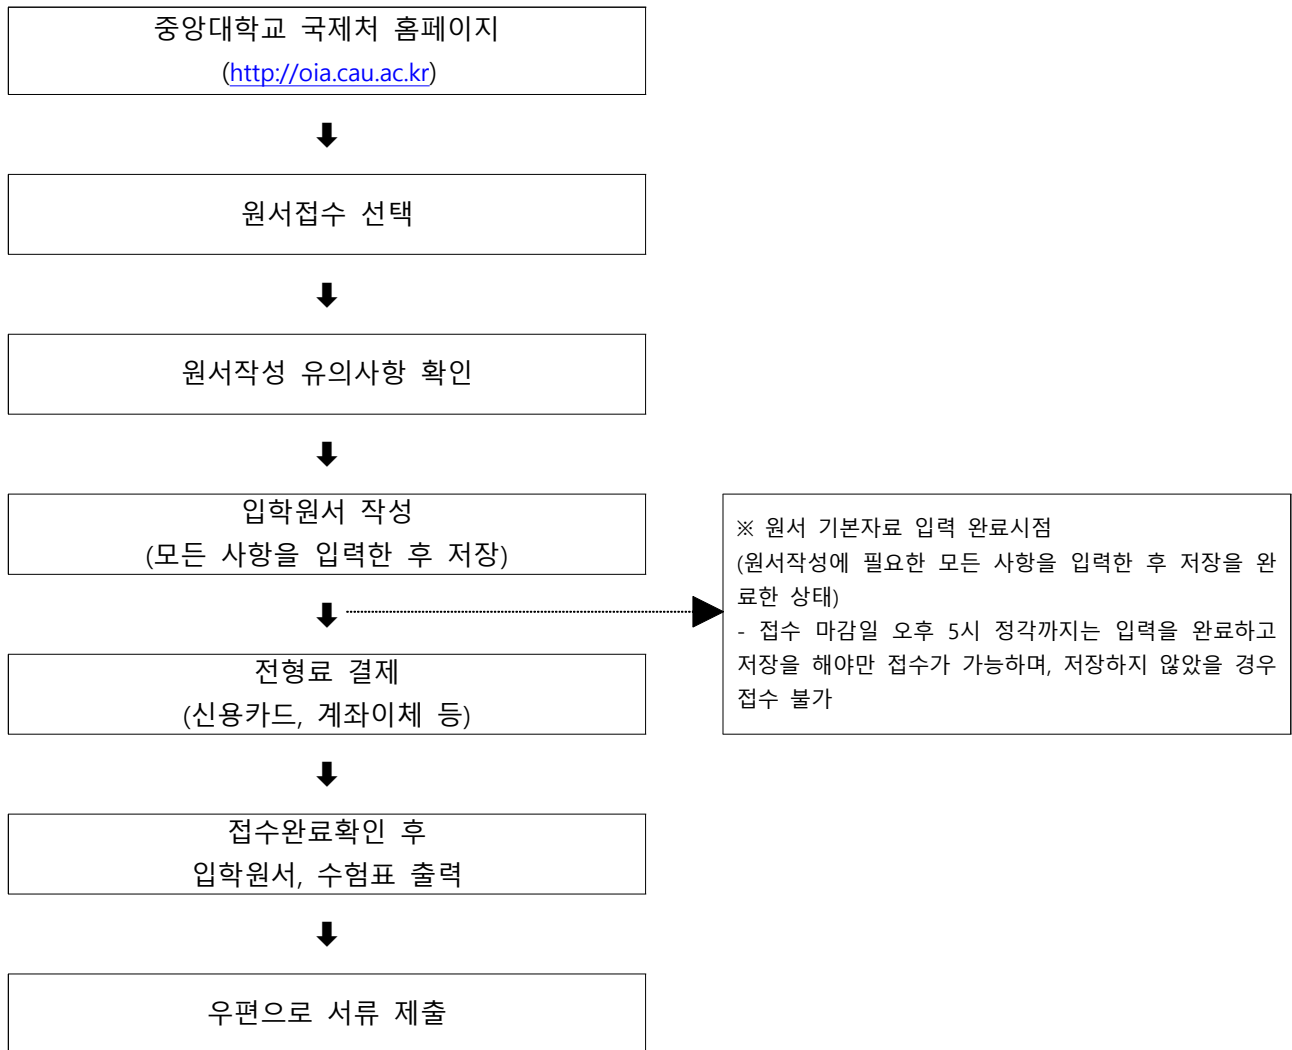 중앙대학교 국제처 홈페이지
(http://oia.cau.ac.kr)
원서접수 선택
원서작성 유의사항 확인
입학원서 작성
(모든 사항을 입력한 후 저장)
※ 원서 기본자료 입력 완료시점
(원서작성에 필요한 모든 사항을 입력한 후 저장을 완
료한 상태)
- 접수 마감일 오후 5시 정각까지는 입력을 완료하고
저장을 해야만 접수가 가능하며, 저장하지 않았을 경우
접수 불가
전형료 결제
(신용카드, 계좌이체 등)
접수완료확인 후
입학원서, 수험표 출력
우편으로 서류 제출